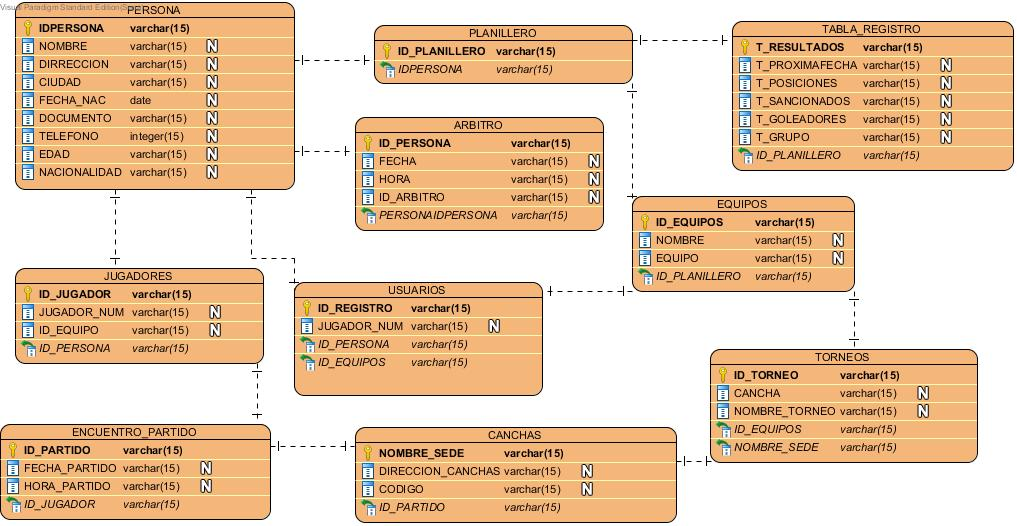 Visual Paradigm Standard Edition
PERSONA
IDPERSONA varchar(15)
NOMBRE varchar(15) N
DIRRECCION varchar(15) N
CIUDAD varchar(15) N
FECHA_NAC date N
DOCUMENTO varchar(15) N
TELEFONO integer(15) N
EDAD varchar(15) N
NACIONALIDAD varchar(15) N
PLANILLERO
ID_PLANILLERO varchar(15)
IDPERSONA varchar(15)
TABLA_REGISTRO
T_RESULTADOS varchar(15)
T_PROXIMAFECHA varchar(15) N
T_POSICIONES varchar(15) N
T_SANCIONADOS varchar(15) N
T_GOLEADORES varchar(15) N
T_GRUPO varchar(15) N
ID_PLANILLERO varchar(15)
ARBITRO
ID_PERSONA varchar(15)
FECHA varchar(15) N
HORA varchar(15) N
ID_ARBITRO varchar(15) N
PERSONAIDPERSONA varchar(15)
EQUIPOS
ID_EQUIPOS varchar(15)
NOMBRE varchar(15) N
EQUIPO varchar(15) N
ID_PLANILLERO varchar(15)
JUGADORES
ID_JUGADOR varchar(15)
JUGADOR_NUM varchar(15) N
ID_EQUIPO varchar(15) N
ID_PERSONA varchar(15)
USUARIOS
ID_REGISTRO varchar(15)
JUGADOR_NUM varchar(15) N
ID_PERSONA varchar(15)
ID_EQUIPOS varchar(15)
TORNEOS
ID_TORNEO varchar(15)
CANCHA varchar(15) N
NOMBRE_TORNEO varchar(15) N
ID_EQUIPOS varchar(15)
NOMBRE_SEDE varchar(15)
ENCUENTRO_PARTIDO
ID_PARTIDO varchar(15)
FECHA_PARTIDO varchar(15) N
HORA_PARTIDO varchar(15) N
ID_JUGADOR varchar(15)
CANCHAS
NOMBRE_SEDE varchar(15)
DIRECCION_CANCHAS varchar(15) N
CODIGO varchar(15) N
ID_PARTIDO varchar(15)